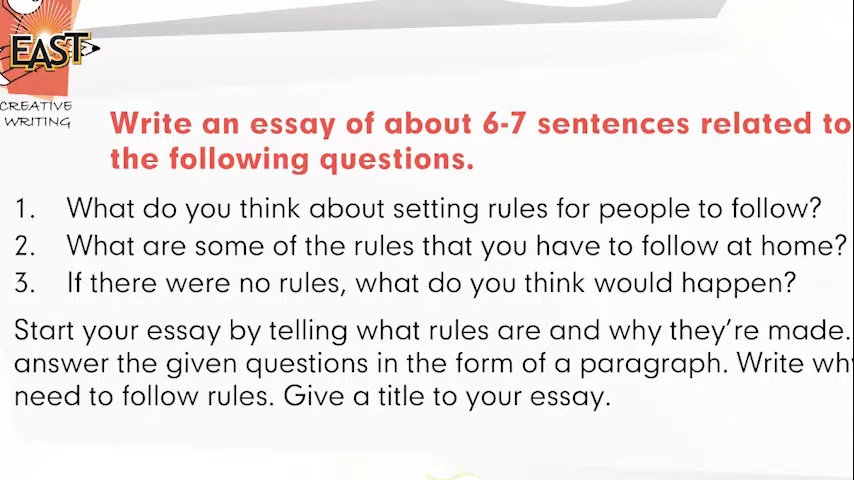 EAST
CREATIVE
WRITING
Write an essay of about 6-7 sentences related to
the following questions.
1. What do you think about setting rules for people to follow?
2. What are some of the rules that you have to follow at home?
3. If there were no rules, what do you think would happen?
Start your essay by telling what rules are and why they're made.
answer the given questions in the form of a paragraph. Write
need to follow rules. Give a title to your essay.